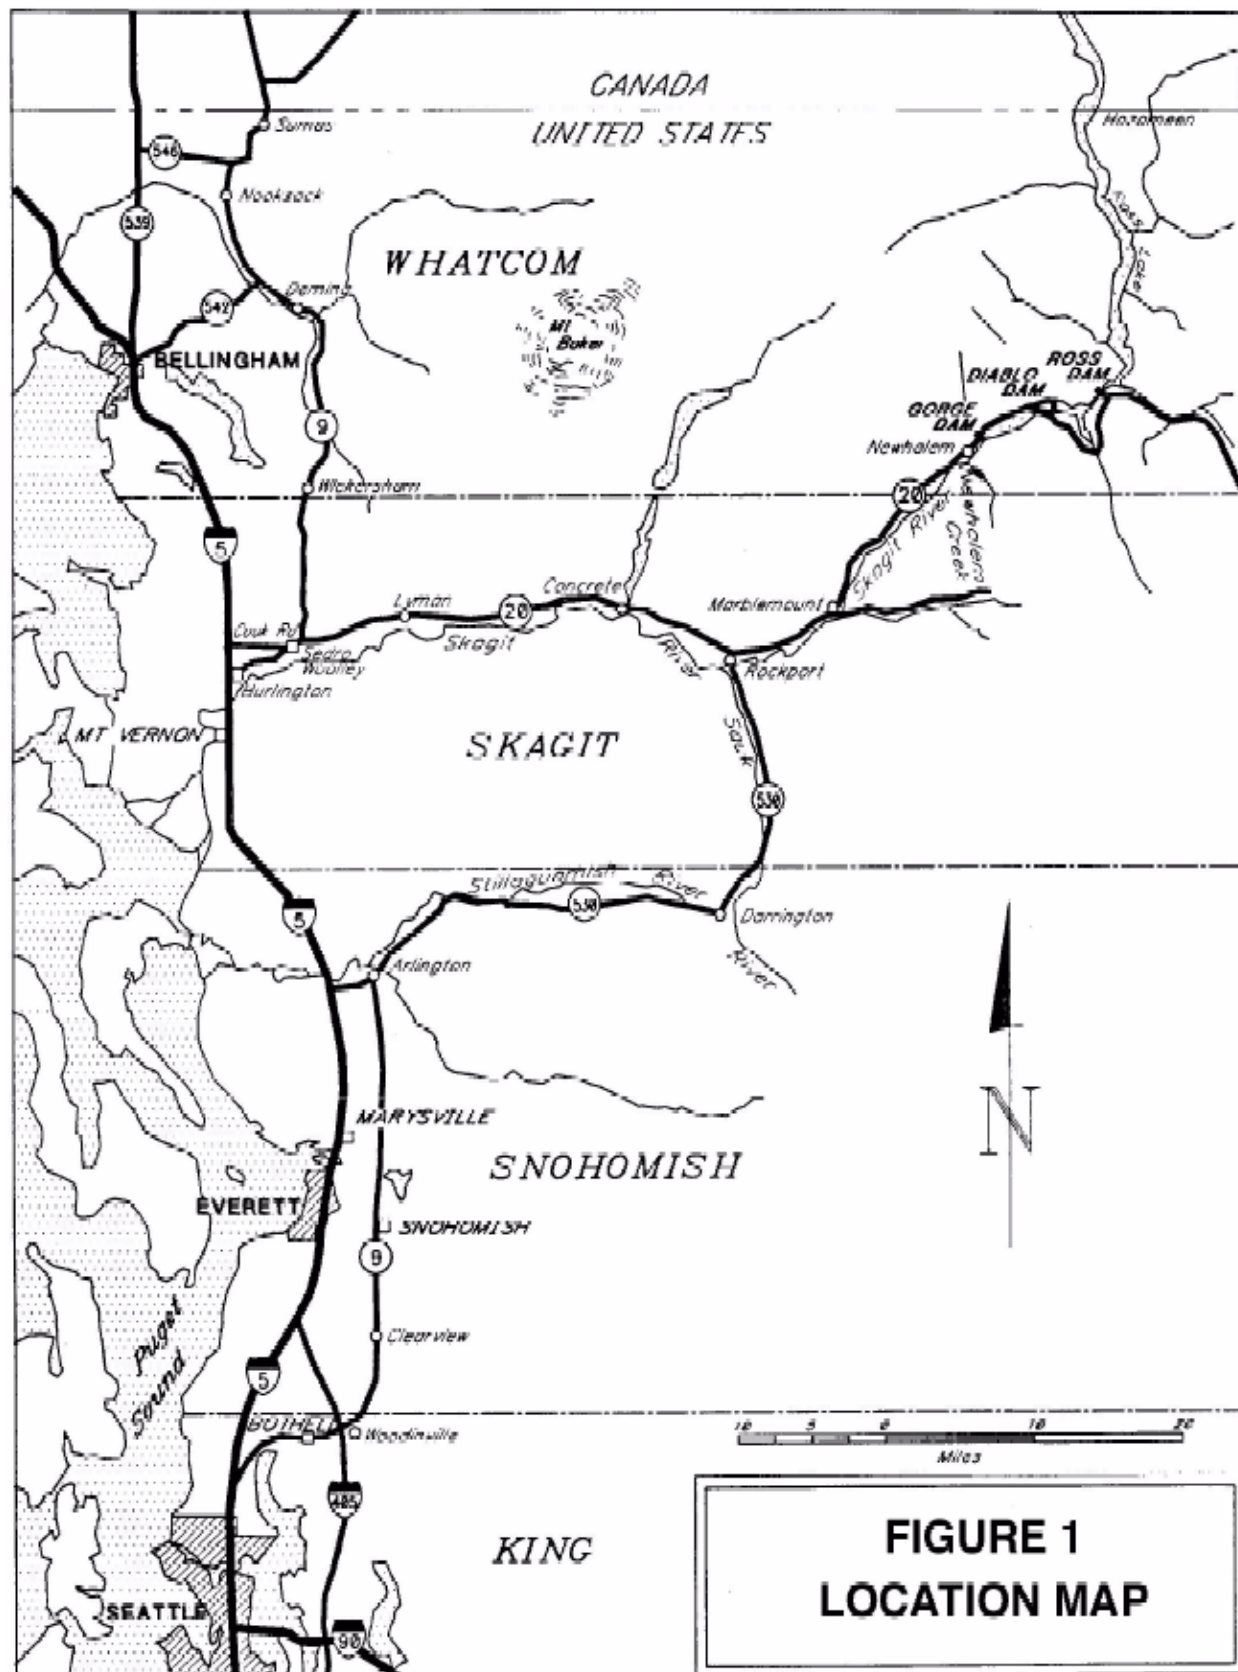 CANADA
UNITED STATES
Sumas
546
Hozomeen
Nooksack
539
Ross
Lake
WHATCOM
542
Deming
Mt
Baker
BELLINGHAM
ROSS
DAM
DIABLO
DAM
GORGE
DAM
9
Newhalem
Wickersham
20
Skagit River
Newhalem
Creek
5
Concrete
Lyman
20
Marblemount
Cook Rd
Skagit
River
Sedro
Woolley
Rockport
Hurlington
MT VERNON
SKAGIT
Sauk
530
Stillaguamish
River
530
Darrington
5
Arlington
River
N
MARYSVILLE
SNOHOMISH
EVERETT
SNOHOMISH
9
Clearview
Puget
Sound
5
BOTHELL
Woodinville
10 5 0 10 20
Miles
405
KING
SEATTLE
90
FIGURE 1
LOCATION MAP